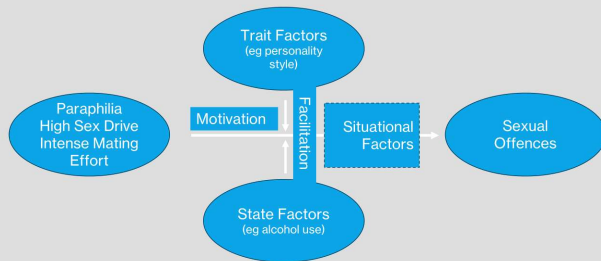 Trait Factors
(eg personality
style)
Paraphilia
High Sex Drive
Intense Mating
Effort
Motivation
Facilitation
Situational
Factors
Sexual
Offences
State Factors
(eg alcohol use)